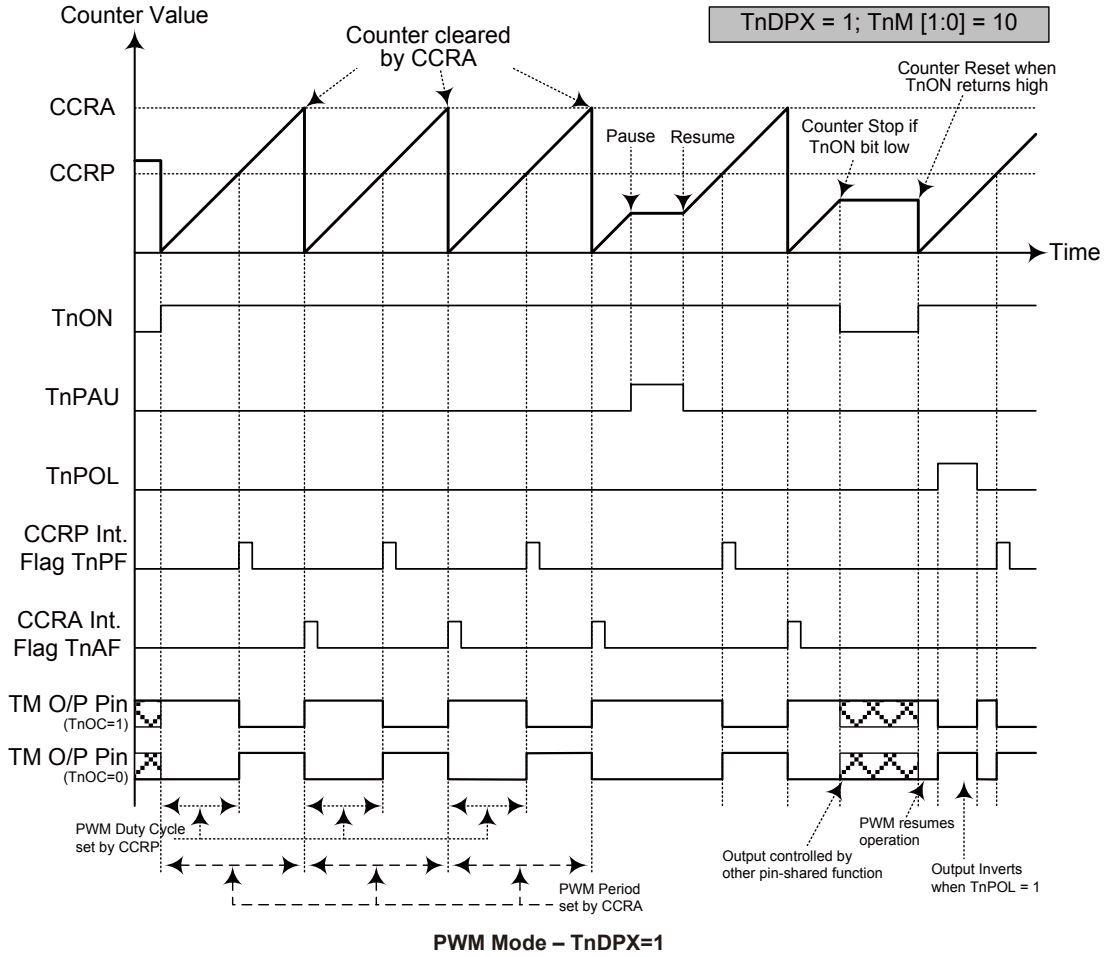 Counter Value
TnDPX = 1; TnM [1:0] = 10
Counter cleared
by CCRA
Counter Reset when
TnON returns high
CCRA
Pause
Resume
Counter Stop if
TnON bit low
CCRP
Time
TnON
TnPAU
TnPOL
CCRP Int.
Flag TnPF
CCRA Int.
Flag TnAF
TM O/P Pin
(TnOC=1)
TM O/P Pin
(TnOC=0)
PWM Duty Cycle
set by CCRP
PWM resumes
operation
Output controlled by
other pin-shared function
Output Inverts
when TnPOL = 1
PWM Period
set by CCRA
PWM Mode – TnDPX=1